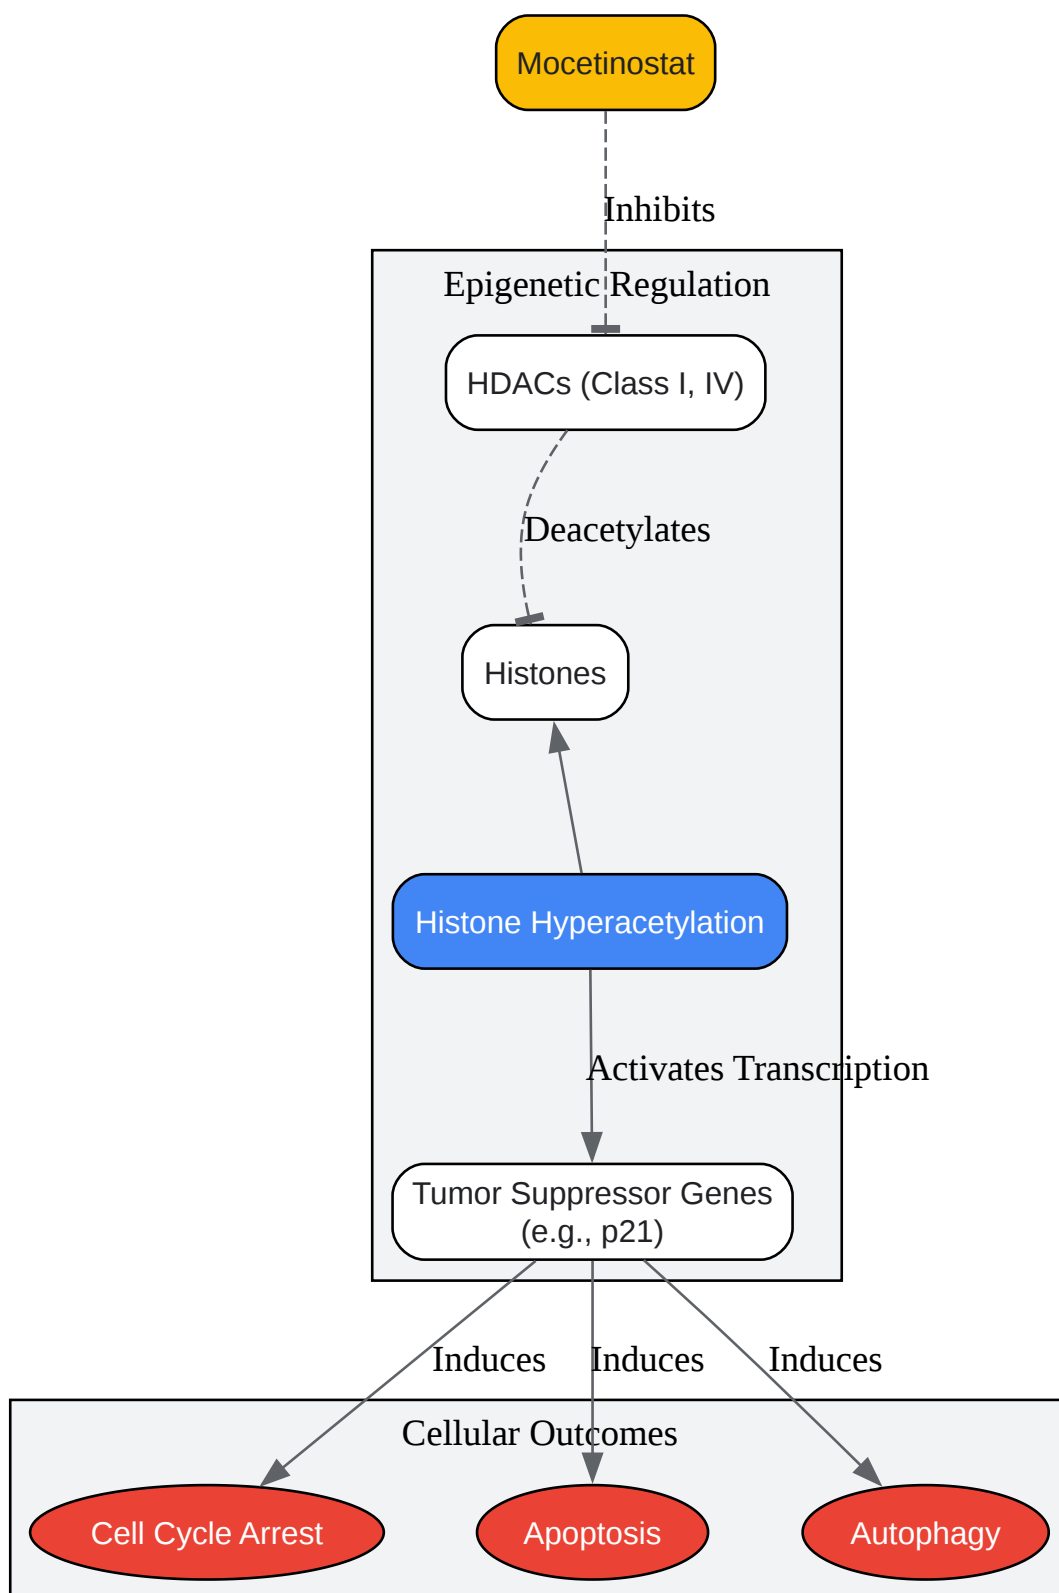 Mocetinostat
Inhibits
Epigenetic Regulation
HDACs (Class I, IV)
Deacetylates
Histones
Histone Hyperacetylation
Activates Transcription
Tumor Suppressor Genes
(e.g., p21)
Induces
Induces
Induces
Cellular Outcomes
Cell Cycle Arrest
Apoptosis
Autophagy